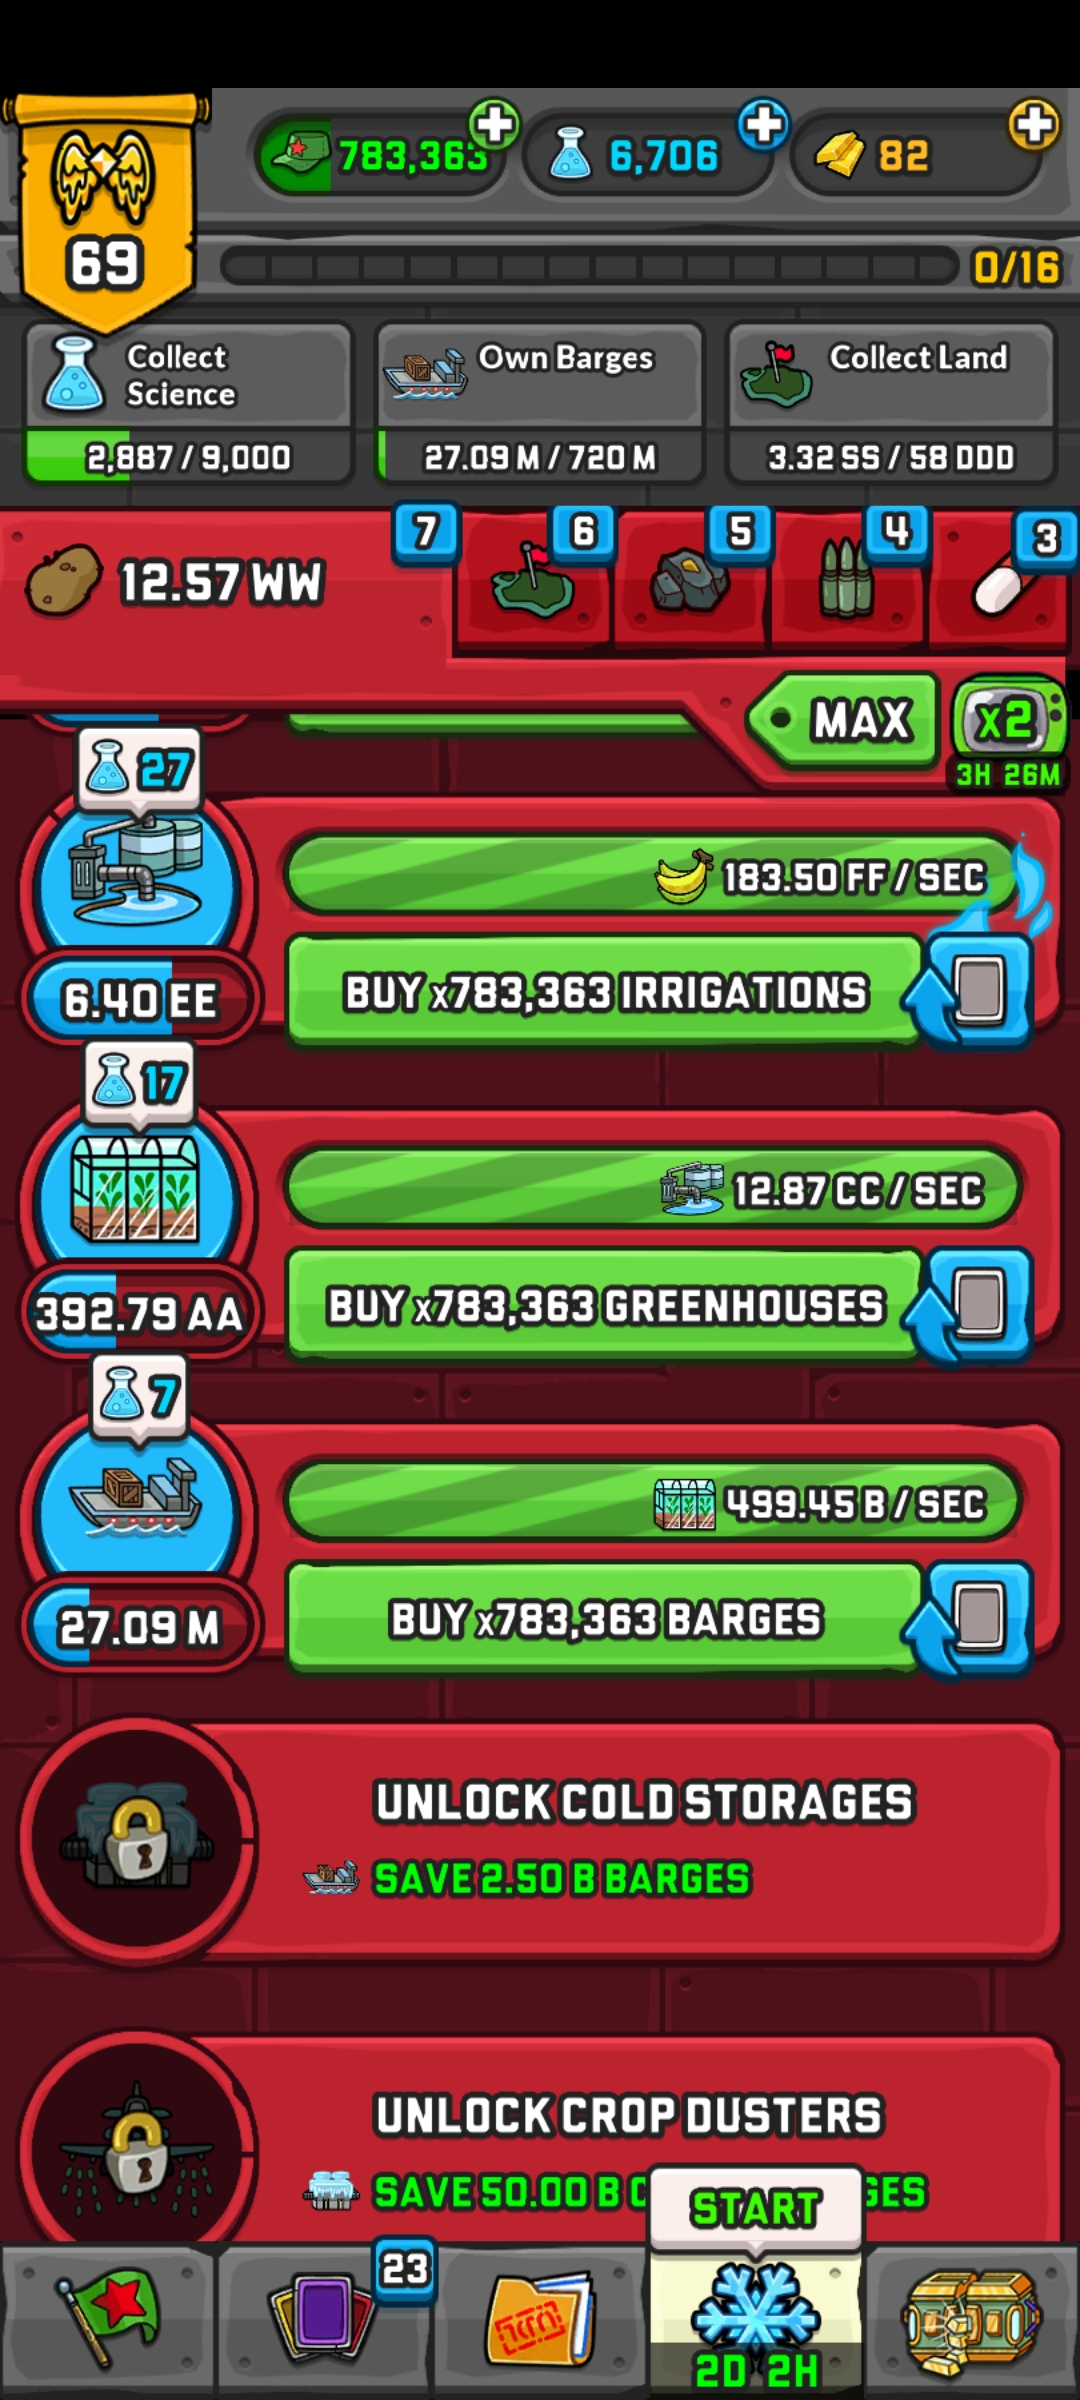 783,363
6,706
82
69
0/16
Collect
Science
2,887 / 9,000
Own Barges
27.09 M / 720 M
Collect Land
3.32 SS / 58 DDD
12.57 WW
7
6
5
4
3
MAX
x2
3H 26M
27
183.50 FF / SEC
6.40 EE
BUY x783,363 IRRIGATIONS
17
12.87 CC / SEC
392.79 AA
BUY x783,363 GREENHOUSES
7
499.45 B / SEC
27.09 M
BUY x783,363 BARGES
UNLOCK COLD STORAGES
SAVE 2.50 B BARGES
UNLOCK CROP DUSTERS
SAVE 50.00 B
START
23
2D 2H